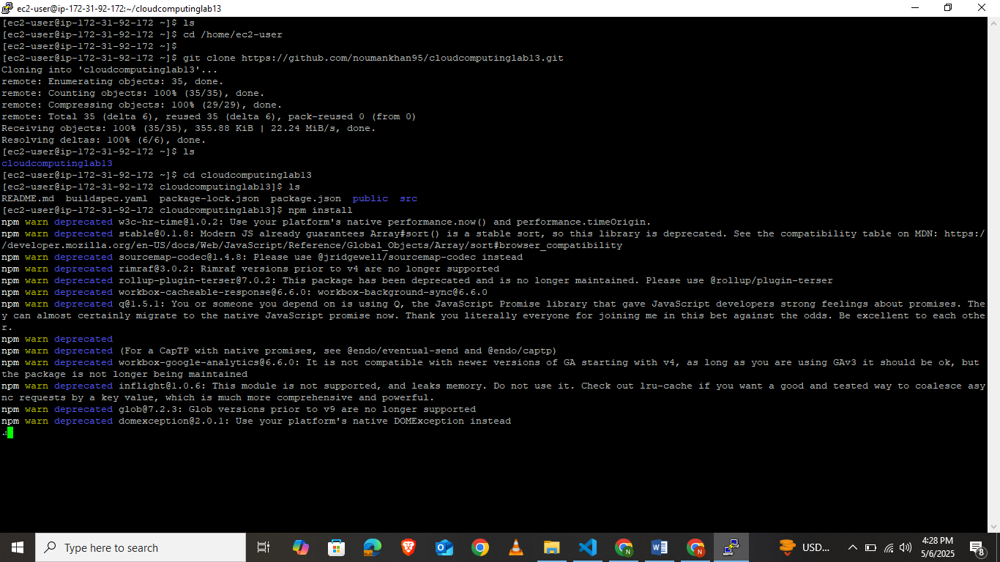 ec2-user@ip-172-31-92-172:~/cloudcomputinglab13
[ec2-user@ip-172-31-92-172 ~]$ ls
[ec2-user@ip-172-31-92-172 ~]$ cd /home/ec2-user
[ec2-user@ip-172-31-92-172 ~]$
[ec2-user@ip-172-31-92-172 ~]$ git clone https://github.com/noumankhan95/cloudcomputinglab13.git
Cloning into 'cloudcomputinglab13'...
remote: Enumerating objects: 35, done.
remote: Counting objects: 100% (35/35), done.
remote: Compressing objects: 100% (29/29), done.
remote: Total 35 (delta 6), reused 35 (delta 6), pack-reused 0 (from 0)
Receiving objects: 100% (35/35), 355.88 KiB | 22.24 MiB/s, done.
Resolving deltas: 100% (6/6), done.
[ec2-user@ip-172-31-92-172 ~]$ ls
cloudcomputinglab13
[ec2-user@ip-172-31-92-172 ~]$ cd cloudcomputinglab13
[ec2-user@ip-172-31-92-172 cloudcomputinglab13]$ ls
README.md  buildspec.yaml  package-lock.json  package.json  public  src
[ec2-user@ip-172-31-92-172 cloudcomputinglab13]$ npm install
npm warn deprecated w3c-hr-time@1.0.2: Use your platform's native performance.now() and performance.timeOrigin.
npm warn deprecated stable@0.1.8: Modern JS already guarantees Array#sort() is a stable sort, so this library is deprecated. See the compatibility table on MDN: https:/
/developer.mozilla.org/en-US/docs/Web/JavaScript/Reference/Global_Objects/Array/sort#browser_compatibility
npm warn deprecated sourcemap-codec@1.4.8: Please use @jridgewell/sourcemap-codec instead
npm warn deprecated rimraf@3.0.2: Rimraf versions prior to v4 are no longer supported
npm warn deprecated rollup-plugin-terser@7.0.2: This package has been deprecated and is no longer maintained. Please use @rollup/plugin-terser
npm warn deprecated workbox-cacheable-response@6.6.0: workbox-background-sync@6.6.0
npm warn deprecated q@1.5.1: You or someone you depend on is using Q, the JavaScript Promise library that gave JavaScript developers strong feelings about promises. The
y can almost certainly migrate to the native JavaScript promise now. Thank you literally everyone for joining me in this bet against the odds. Be excellent to each othe
r.
npm warn deprecated
npm warn deprecated (For a CapTP with native promises, see @endo/eventual-send and @endo/captp)
npm warn deprecated workbox-google-analytics@6.6.0: It is not compatible with newer versions of GA starting with v4, as long as you are using GAv3 it should be ok, but
the package is not longer being maintained
npm warn deprecated inflight@1.0.6: This module is not supported, and leaks memory. Do not use it. Check out lru-cache if you want a good and tested way to coalesce asy
nc requests by a key value, which is much more comprehensive and powerful.
npm warn deprecated glob@7.2.3: Glob versions prior to v9 are no longer supported
npm warn deprecated domexception@2.0.1: Use your platform's native DOMException instead
Type here to search
USD...
4:28 PM
5/6/2025
8